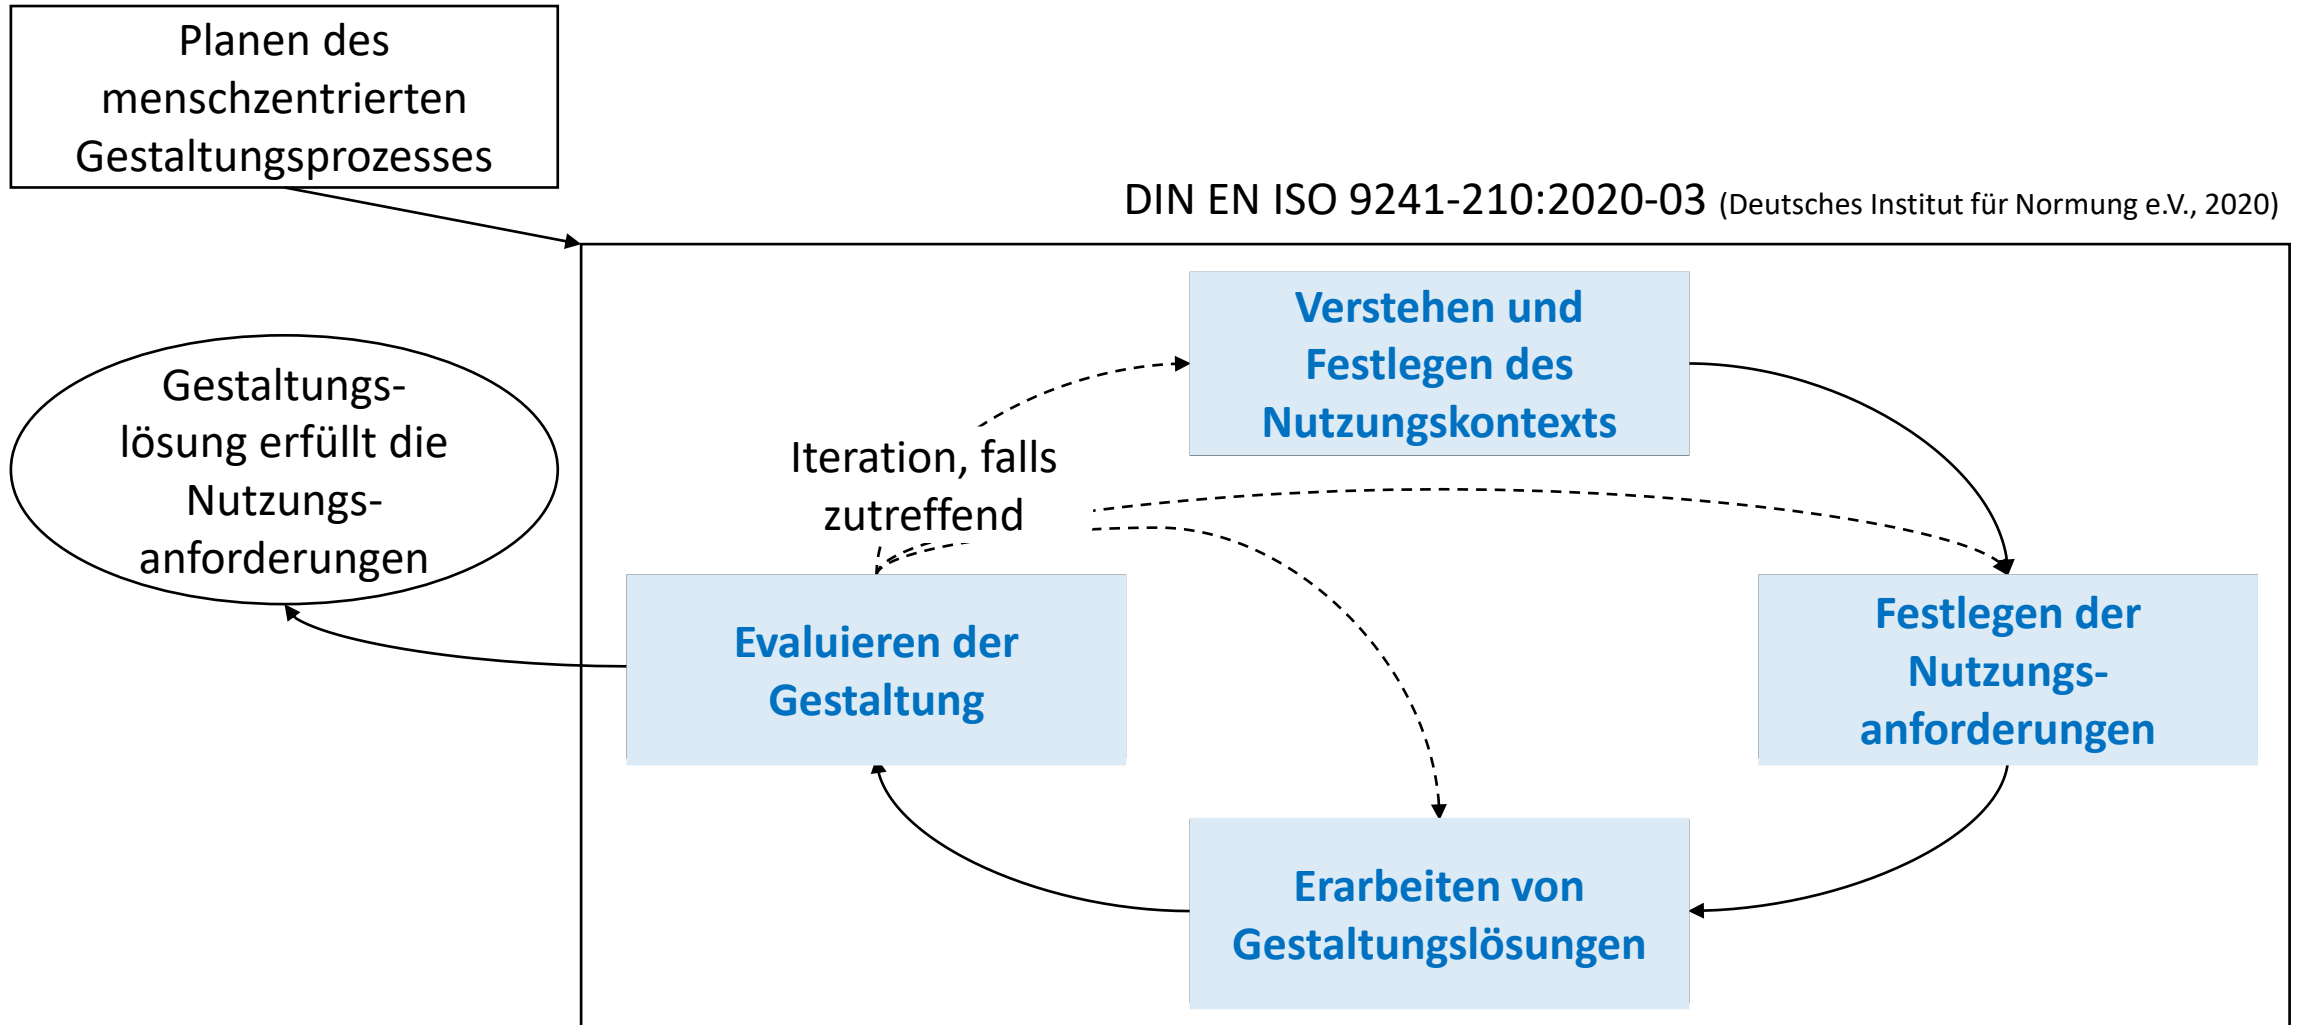 Planen des
menschzentrierten
Gestaltungsprozesses
DIN EN ISO 9241-210:2020-03 (Deutsches Institut für Normung e.V., 2020)
Verstehen und
Festlegen des
Nutzungskontexts
Gestaltungs-
lösung erfüllt die
Nutzungs-
anforderungen
Iteration, falls
zutreffend
Evaluieren der
Gestaltung
Festlegen der
Nutzungs-
anforderungen
Erarbeiten von
Gestaltungslösungen